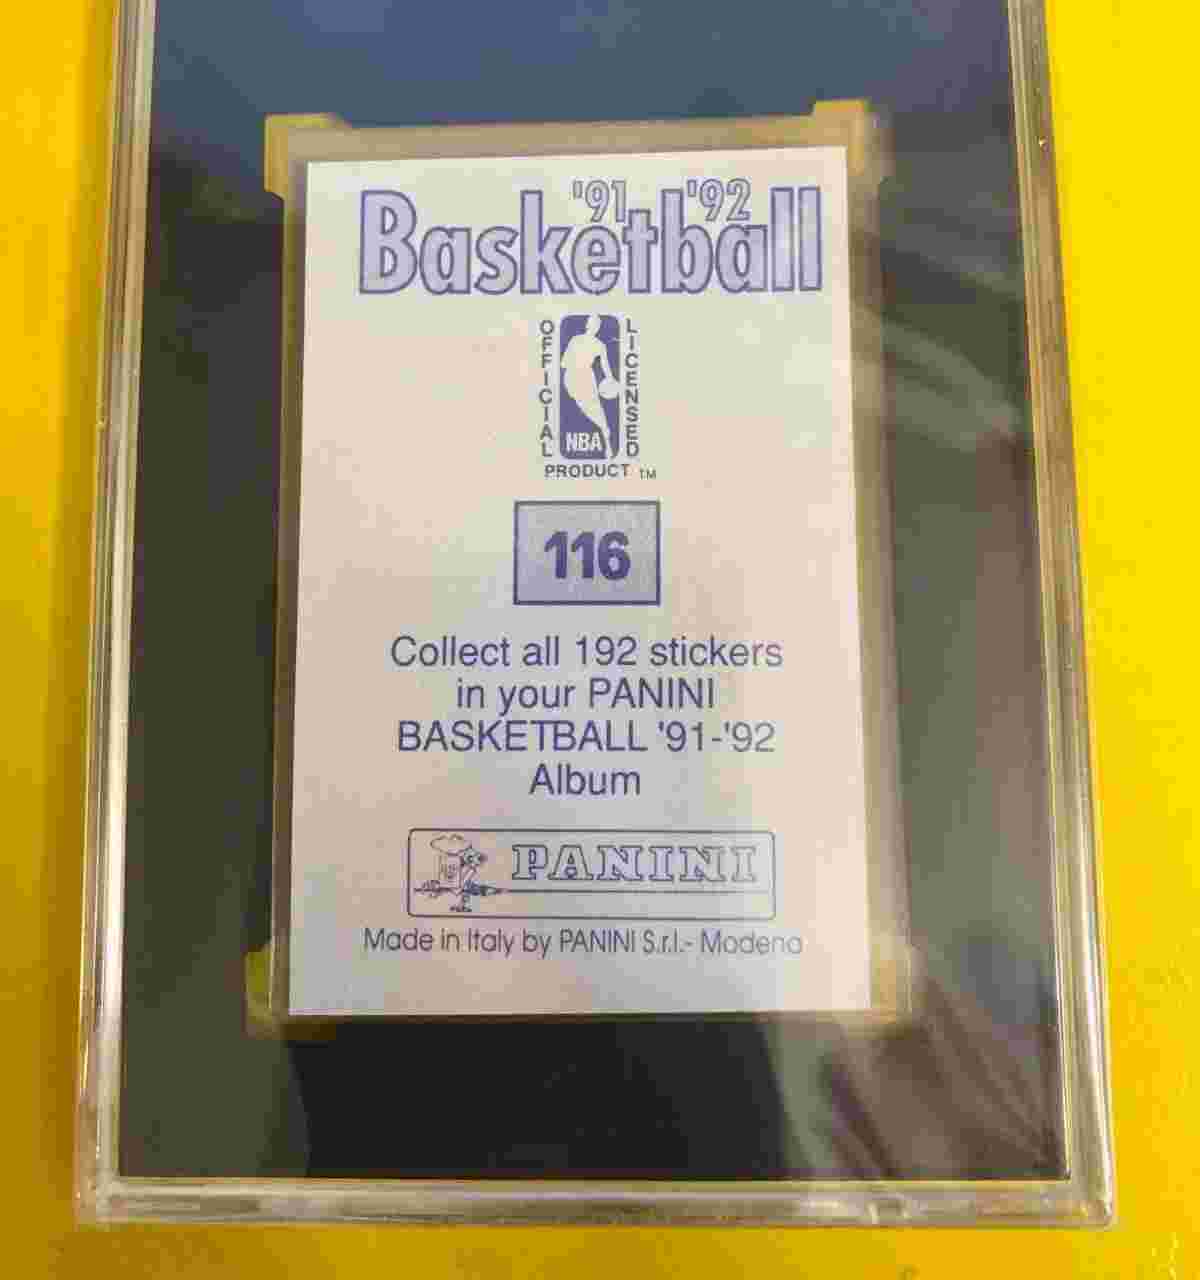 '91 '92
Basketball
OFFICIAL
LICENSED
NBA
PRODUCT TM
116
Collect all 192 stickers
in your PANINI
BASKETBALL '91-'92
Album
PANINI
Made in Italy by PANINI S.r.l.- Modena